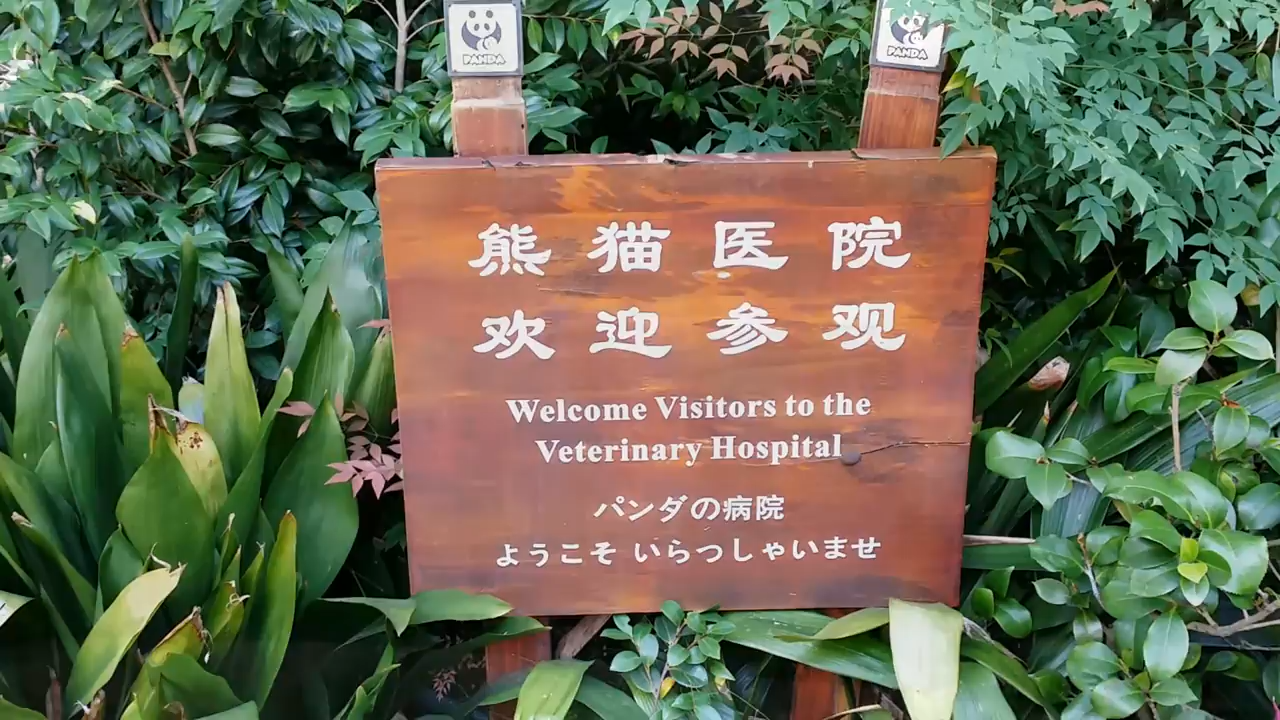 PANDA
PANDA
熊猫医院
欢迎参观
Welcome Visitors to the
Veterinary Hospital
パンダの病院
ようこそ いらつしゃいませ